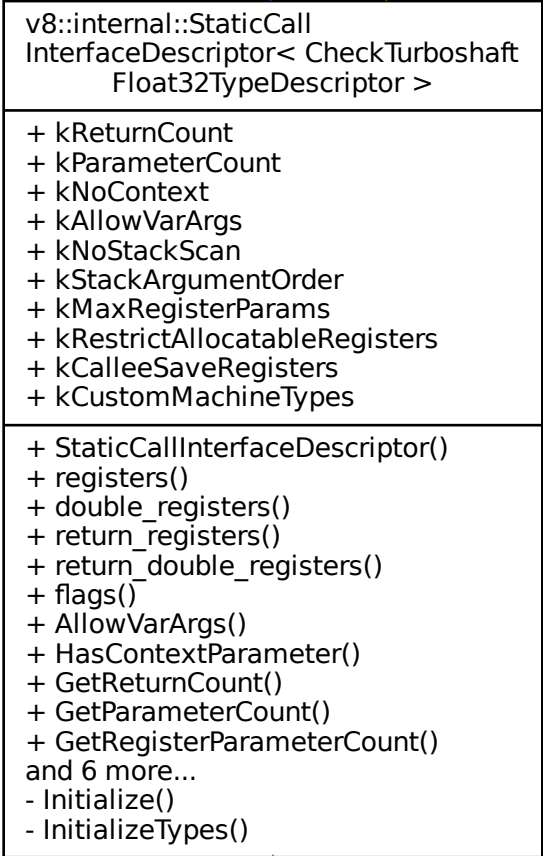 v8::internal::StaticCall
InterfaceDescriptor< CheckTurboshaft
Float32TypeDescriptor >
+ kReturnCount
+ kParameterCount
+ kNoContext
+ kAllowVarArgs
+ kNoStackScan
+ kStackArgumentOrder
+ kMaxRegisterParams
+ kRestrictAllocatableRegisters
+ kCalleeSaveRegisters
+ kCustomMachineTypes
+ StaticCallInterfaceDescriptor()
+ registers()
+ double_registers()
+ return_registers()
+ return_double_registers()
+ flags()
+ AllowVarArgs()
+ HasContextParameter()
+ GetReturnCount()
+ GetParameterCount()
+ GetRegisterParameterCount()
and 6 more...
- Initialize()
- InitializeTypes()